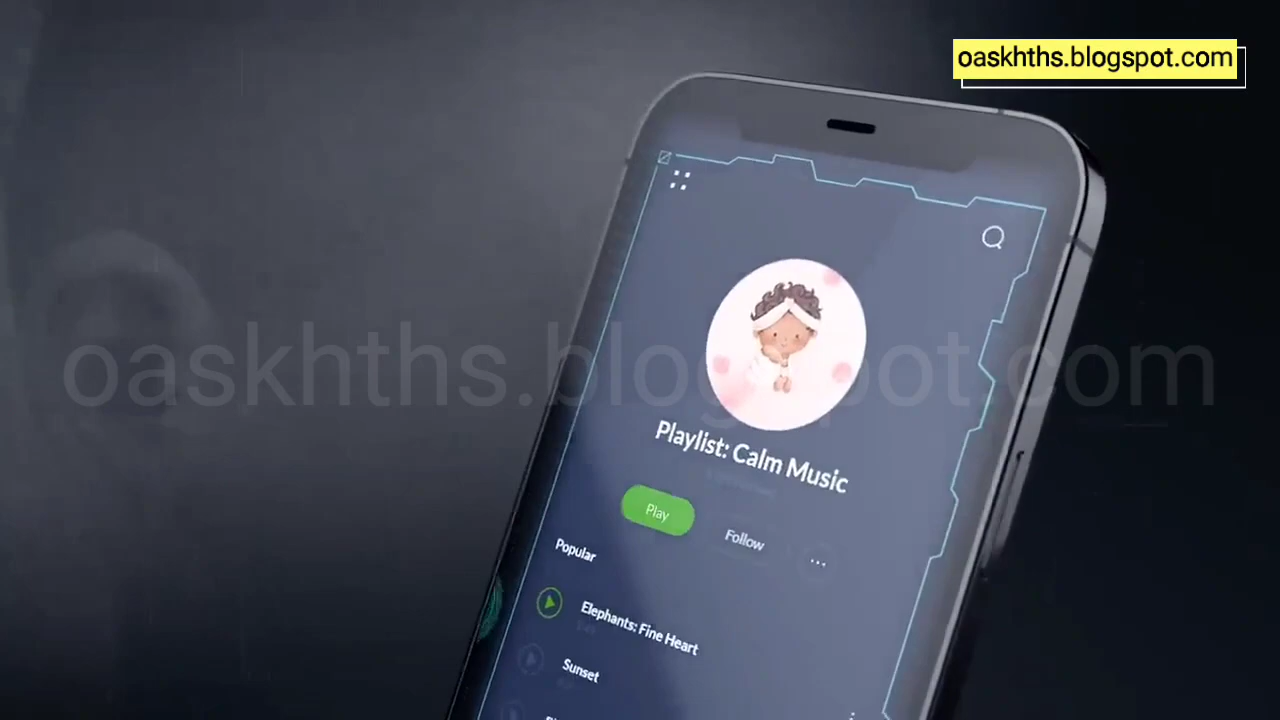 oaskhths.blogspot.com
oaskhths.blogspot.com
Playlist: Calm Music
Play
Follow
Popular
Elephants: Fine Heart
Sunset